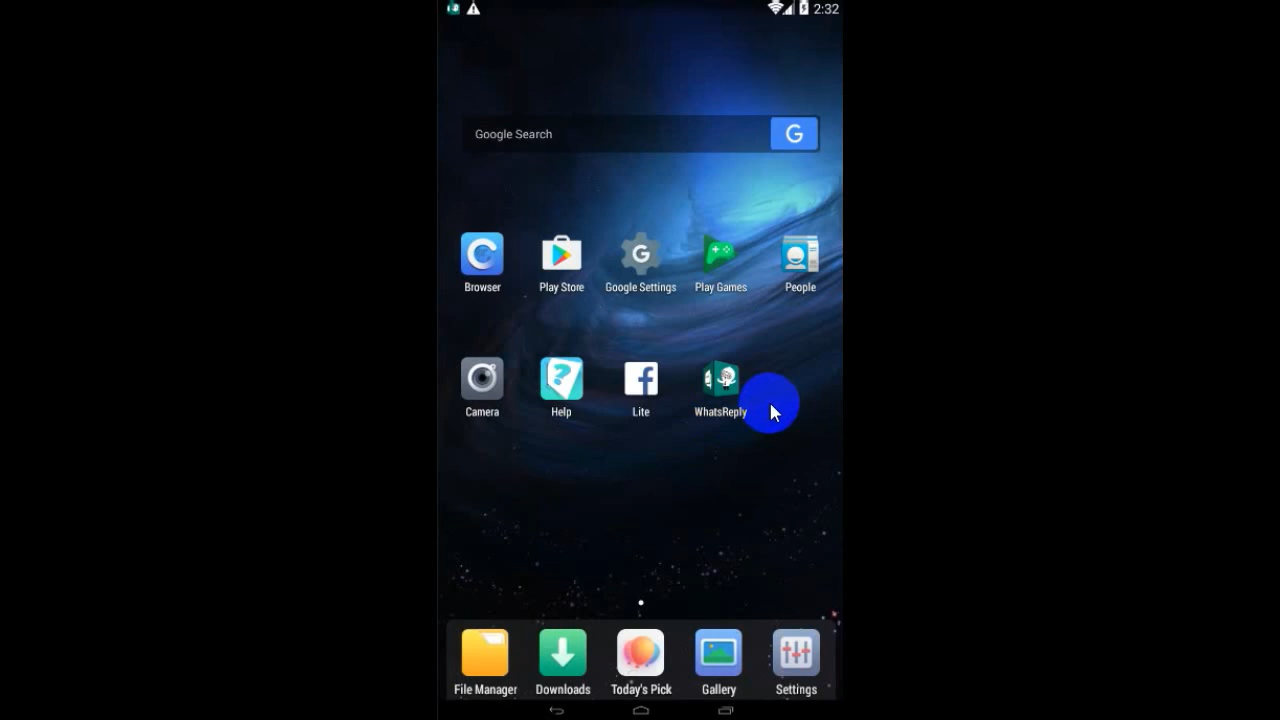 2:32
Google Search
G
Browser
Play Store
Google Settings
Play Games
People
Camera
Help
Lite
WhatsReply
File Manager
Downloads
Today's Pick
Gallery
Settings